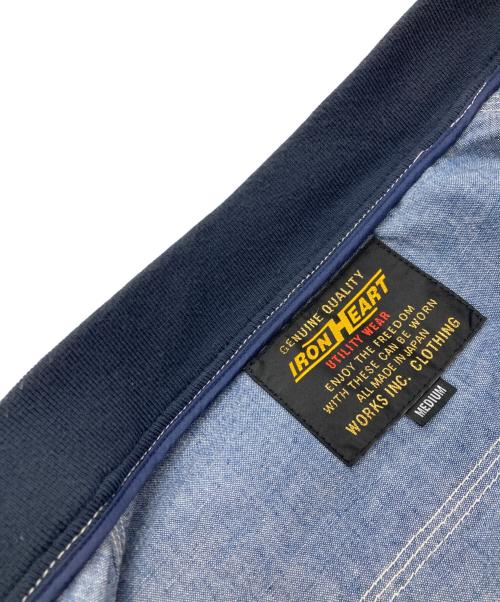 GENUINE QUALITY
IRON HEART
UTILITY WEAR
ENJOY THE FREEDOM
WITH THESE CAN BE WORN
ALL MADE IN JAPAN
WORKS INC. CLOTHING
MEDIUM